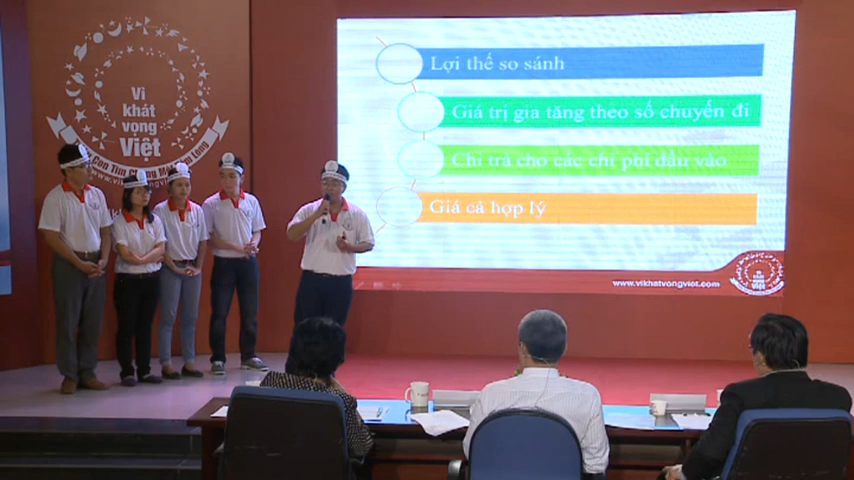 Vì
khát
vọng
Việt
Lợi thế so sánh
Giá trị gia tăng theo số chuyến đi
Chi trả cho các chi phí đầu vào
Giá cả hợp lý
www.vikhatvongviet.com